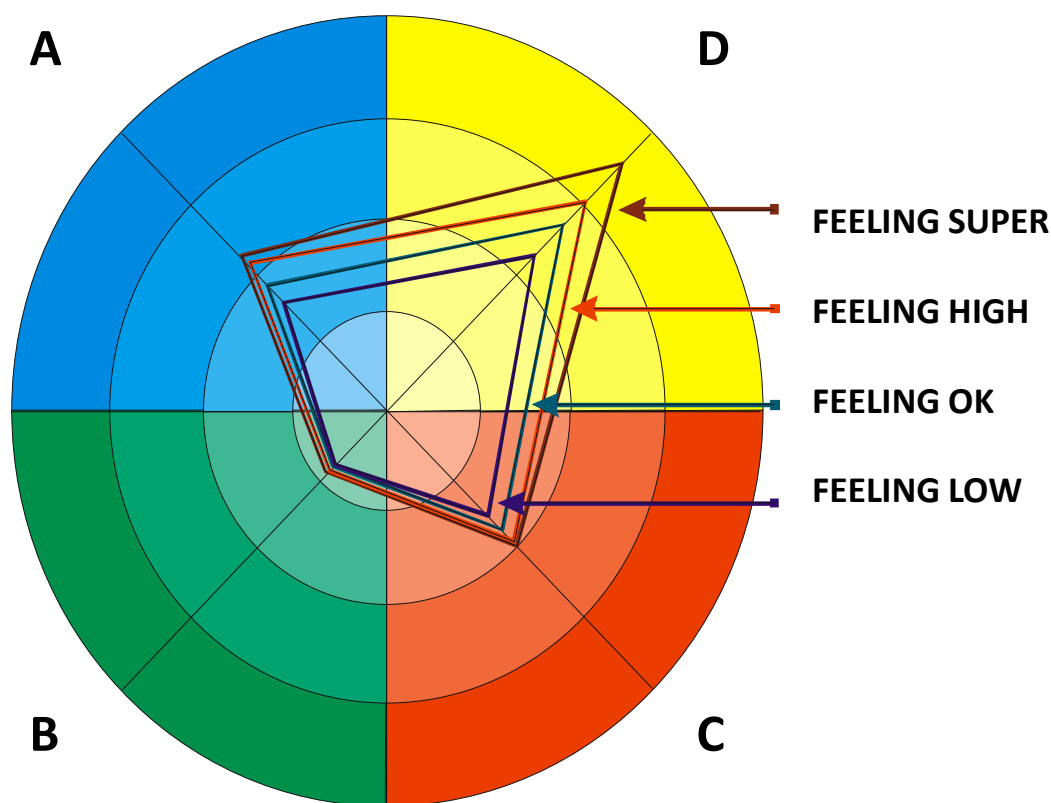 A
D
FEELING SUPER
FEELING HIGH
FEELING OK
FEELING LOW
B
C